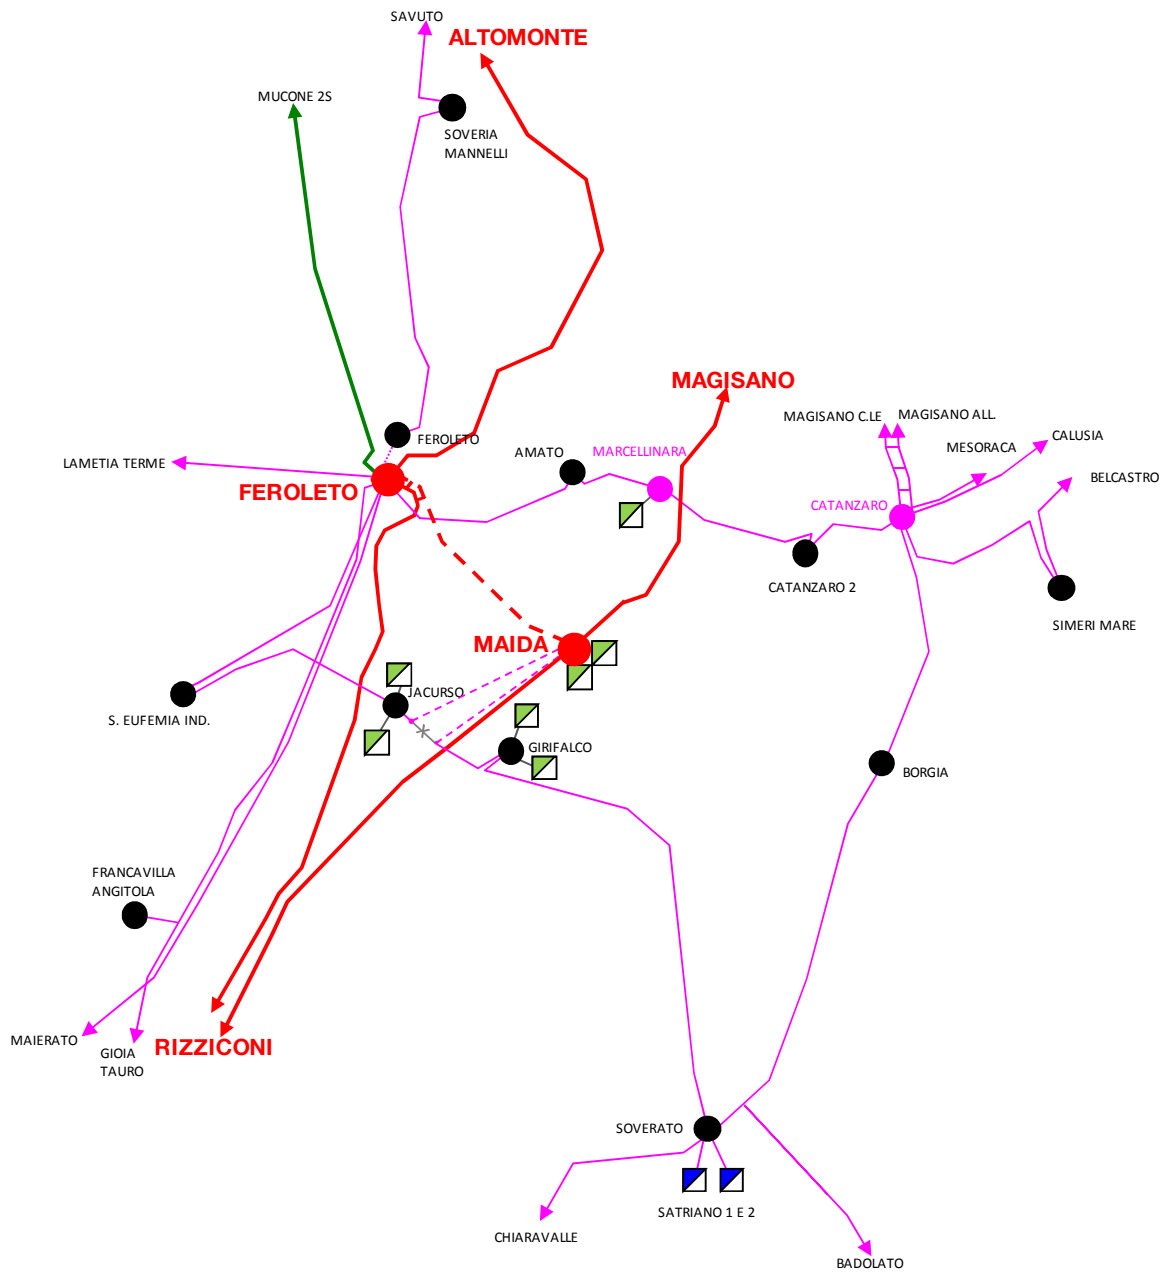 SAVUTO
ALTOMONTE
MUCONE 2S
SOVERIA
MANNELLI
MAGISANO
MAGISANO C.LE
MAGISANO ALL.
CALUSIA
MESORACA
FEROLETO
AMATO
MARCELLINARA
LAMETIA TERME
BELCASTRO
FEROLETO
CATANZARO
CATANZARO 2
SIMERI MARE
MAIDA
JACURSO
S. EUFEMIA IND.
GIRIFALCO
BORGIA
FRANCAVILLA
ANGITOLA
MAIERATO
GIOIA
TAURO
RIZZICONI
SOVERATO
SATRIANO 1 E 2
CHIARAVALLE
BADOLATO